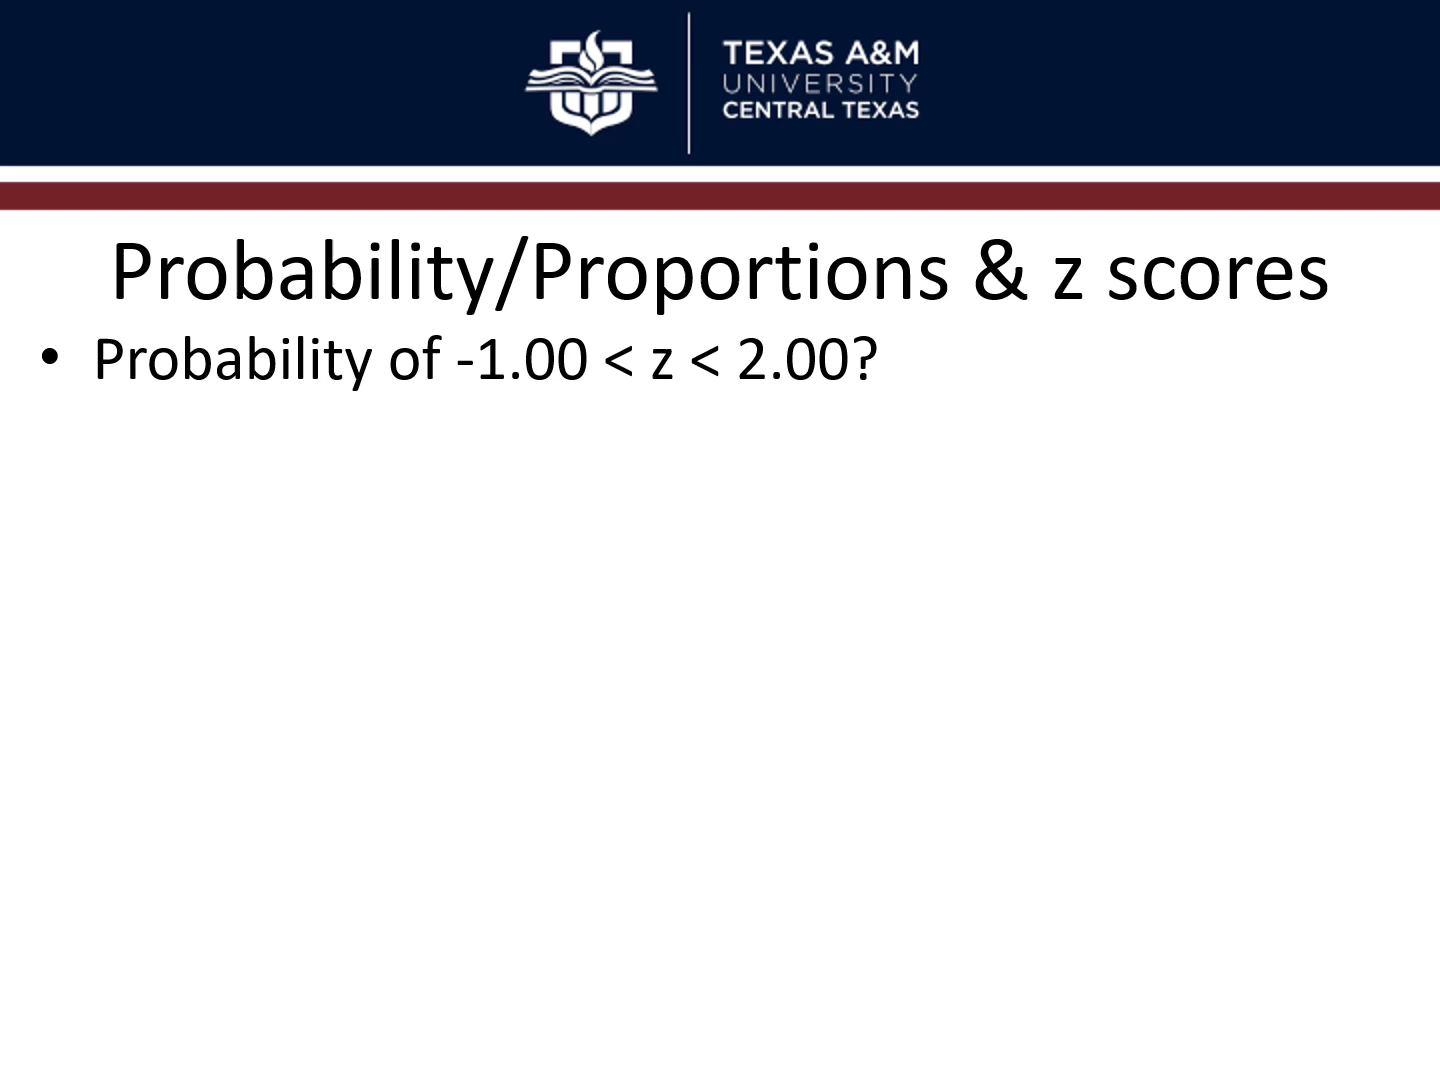 TEXAS A&M
UNIVERSITY
CENTRAL TEXAS
Probability/Proportions & z scores
• Probability of -1.00 < z < 2.00?